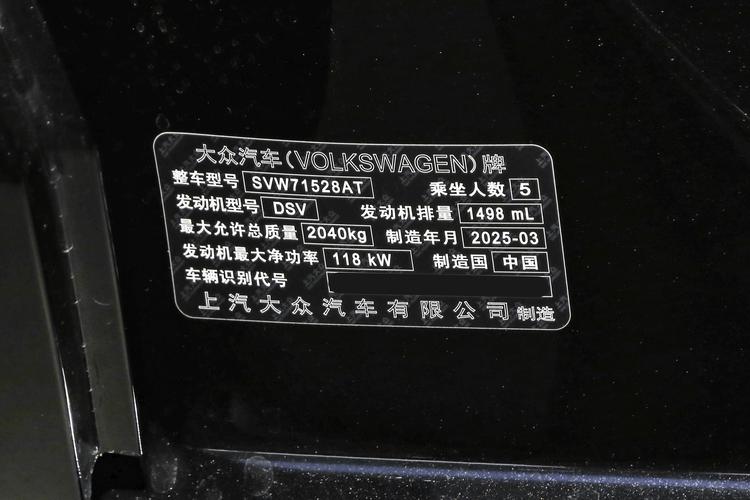 大众汽车(VOLKSWAGEN)牌
整车型号 SVW71528AT 乘坐人数 5
发动机型号 DSV 发动机排量 1498 mL
最大允许总质量 2040kg 制造年月 2025-03
发动机最大净功率 118 kW 制造国 中国
车辆识别代号
上汽大众汽车有限公司 制造